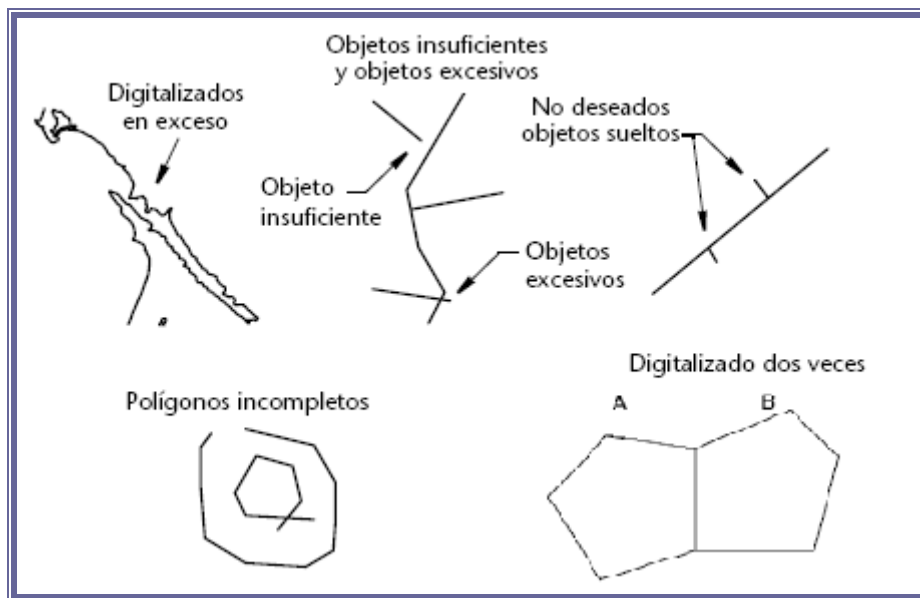 Objetos insuficientes
y objetos excesivos
Digitalizados
en exceso
No deseados
objetos sueltos
Objeto
insuficiente
Objetos
excesivos
Polígonos incompletos
Digitalizado dos veces
A
B